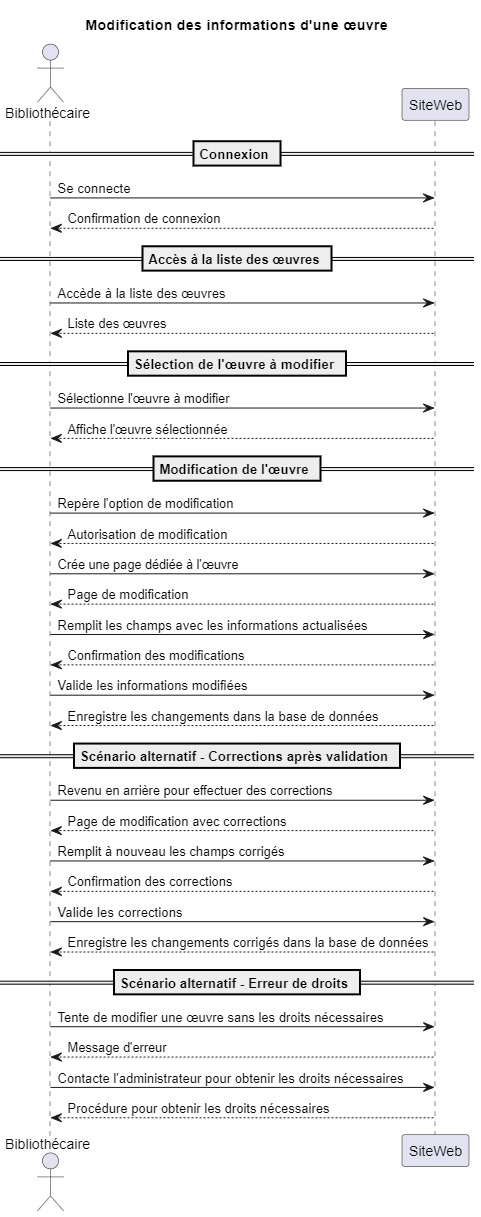 Modification des informations d'une œuvre
Bibliothécaire
SiteWeb
Connexion
Se connecte
Confirmation de connexion
Accès à la liste des œuvres
Accède à la liste des œuvres
Liste des œuvres
Sélection de l'œuvre à modifier
Sélectionne l'œuvre à modifier
Affiche l'œuvre sélectionnée
Modification de l'œuvre
Repère l'option de modification
Autorisation de modification
Crée une page dédiée à l'œuvre
Page de modification
Remplit les champs avec les informations actualisées
Confirmation des modifications
Valide les informations modifiées
Enregistre les changements dans la base de données
Scénario alternatif - Corrections après validation
Revenu en arrière pour effectuer des corrections
Page de modification avec corrections
Remplit à nouveau les champs corrigés
Confirmation des corrections
Valide les corrections
Enregistre les changements corrigés dans la base de données
Scénario alternatif - Erreur de droits
Tente de modifier une œuvre sans les droits nécessaires
Message d'erreur
Contacte l'administrateur pour obtenir les droits nécessaires
Procédure pour obtenir les droits nécessaires
Bibliothécaire
SiteWeb